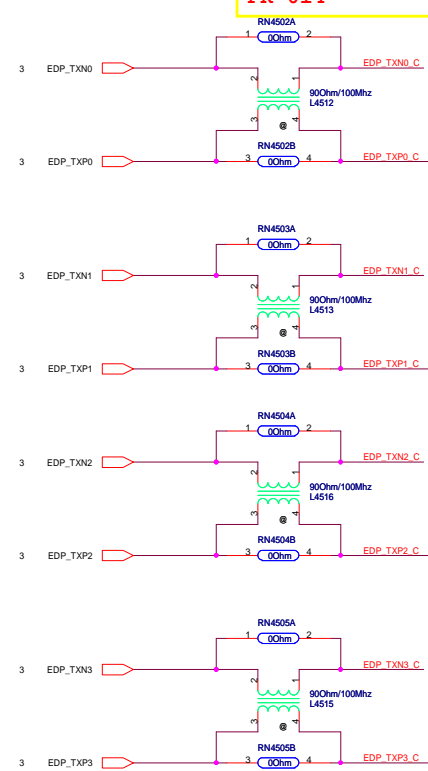 RN4502A
1 0Ohm 2
3 EDP_TXN0 EDP_TXN0_C
2 1
90Ohm/100Mhz
L4512
3 4
@
RN4502B
3 EDP_TXP0 3 0Ohm 4 EDP_TXP0_C
RN4503A
1 0Ohm 2
3 EDP_TXN1 EDP_TXN1_C
2 1
90Ohm/100Mhz
L4513
3 4
@
RN4503B
3 EDP_TXP1 3 0Ohm 4 EDP_TXP1_C
RN4504A
1 0Ohm 2
3 EDP_TXN2 EDP_TXN2_C
2 1
90Ohm/100Mhz
L4516
3 4
@
RN4504B
3 EDP_TXP2 3 0Ohm 4 EDP_TXP2_C
RN4505A
1 0Ohm 2
3 EDP_TXN3 EDP_TXN3_C
2 1
90Ohm/100Mhz
L4515
3 4
@
RN4505B
3 EDP_TXP3 3 0Ohm 4 EDP_TXP3_C